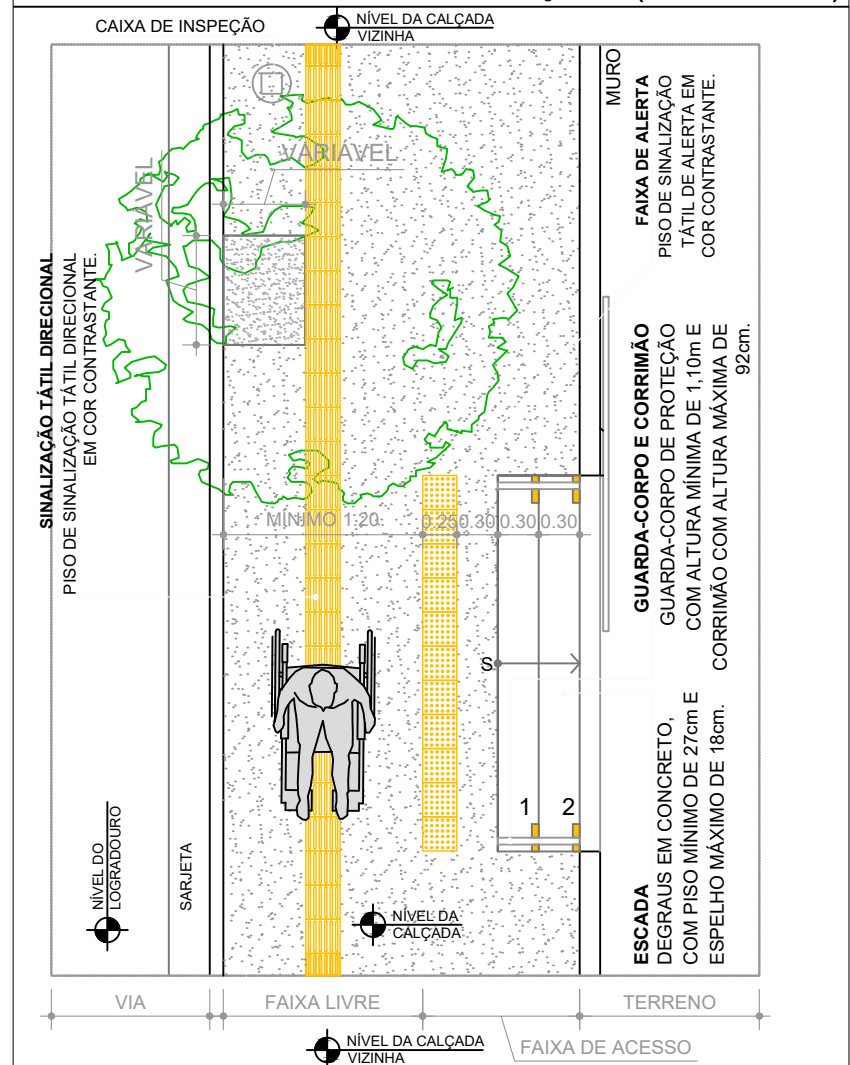 CAIXA DE INSPEÇÃO
NÍVEL DA CALÇADA
VIZINHA
MURO
FAIXA DE ALERTA
PISO DE SINALIZAÇÃO
TÁTIL DE ALERTA EM
COR CONTRASTANTE.
VARIÁVEL
VARIÁVEL
SINALIZAÇÃO TÁTIL DIRECIONAL
PISO DE SINALIZAÇÃO TÁTIL DIRECIONAL
EM COR CONTRASTANTE.
GUARDA-CORPO E CORRIMÃO
GUARDA-CORPO DE PROTEÇÃO
COM ALTURA MÍNIMA DE 1,10m E
CORRIMÃO COM ALTURA MÁXIMA DE
92cm.
MÍNIMO 1.20
0.25
0.30
0.30
0.30
S
1
2
ESCADA
DEGRAUS EM CONCRETO,
COM PISO MÍNIMO DE 27cm E
ESPELHO MÁXIMO DE 18cm.
NÍVEL DO
LOGRADOURO
SARJETA
NÍVEL DA
CALÇADA
VIA
FAIXA LIVRE
TERRENO
NÍVEL DA CALÇADA
VIZINHA
FAIXA DE ACESSO